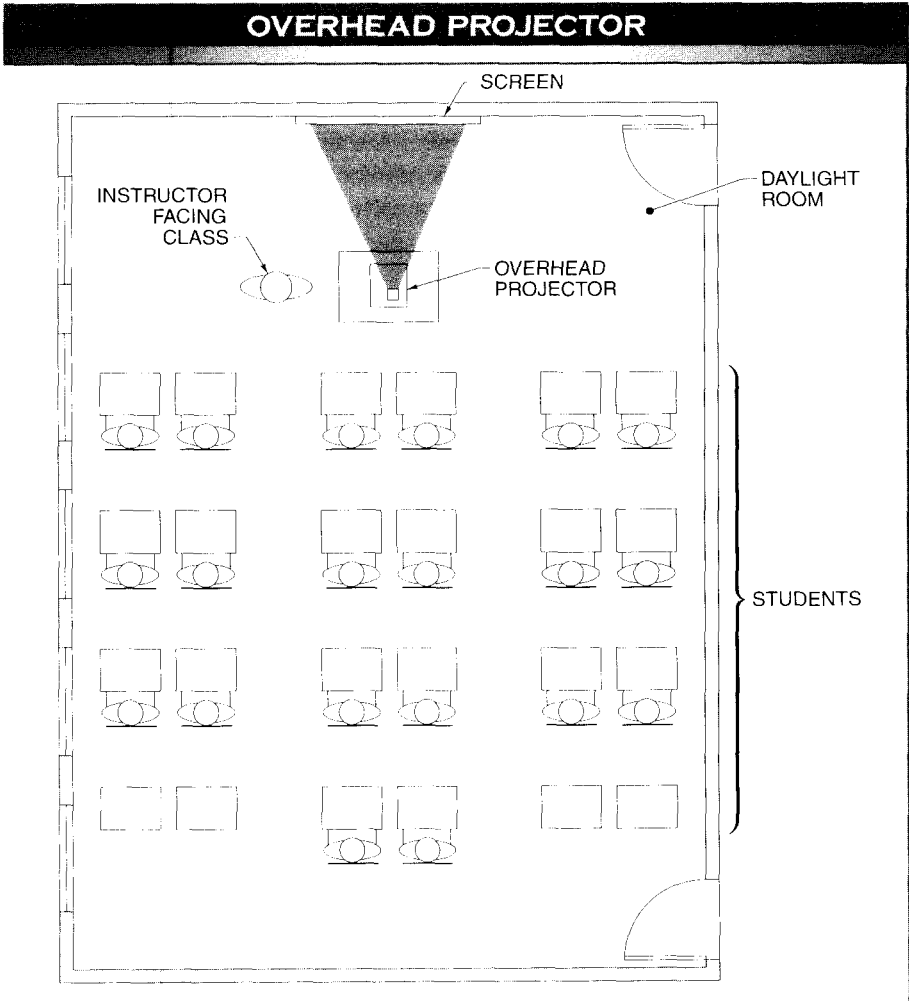 OVERHEAD PROJECTOR
SCREEN
INSTRUCTOR
FACING
CLASS
DAYLIGHT
ROOM
OVERHEAD
PROJECTOR
STUDENTS